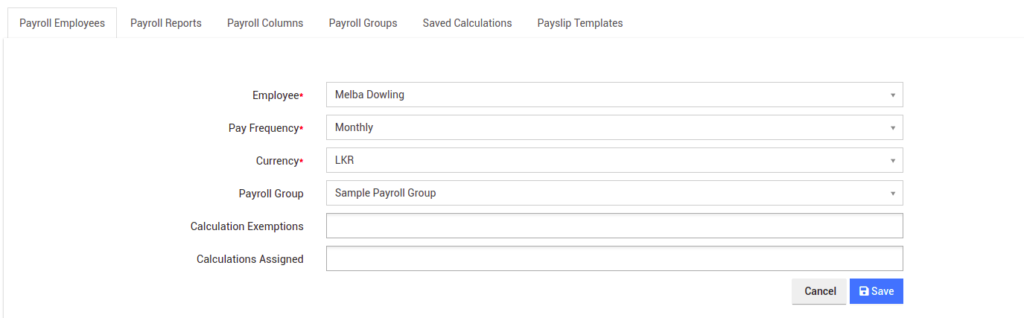 Payroll Employees Payroll Reports Payroll Columns Payroll Groups Saved Calculations Payslip Templates
Employee* Melba Dowling
Pay Frequency* Monthly
Currency* LKR
Payroll Group Sample Payroll Group
Calculation Exemptions
Calculations Assigned
Cancel Save